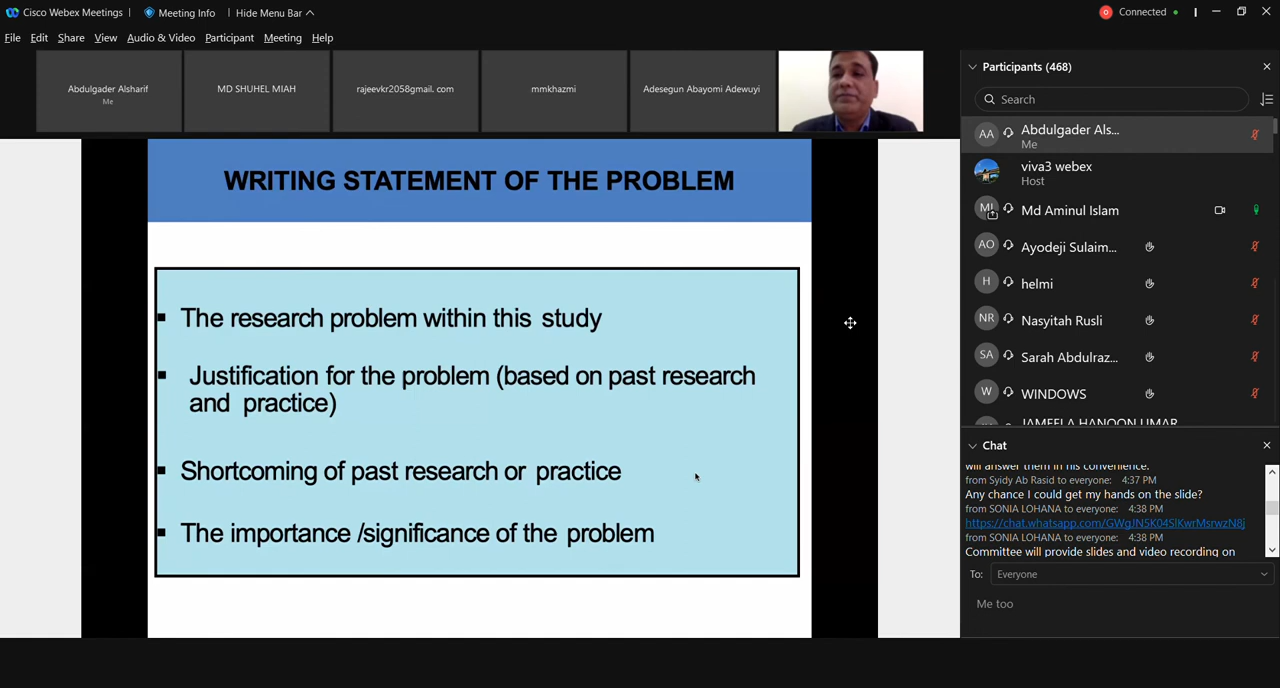 Cisco Webex Meetings
Meeting Info
Hide Menu Bar
Connected
File Edit Share View Audio & Video Participant Meeting Help
Abdulgader Alsharif
Me
MD SHUHEL MIAH
rajeevkr2058gmail. com
mmkhazmi
Adesegun Abayomi Adewuyi
WRITING STATEMENT OF THE PROBLEM
The research problem within this study
Justification for the problem (based on past research
and practice)
Shortcoming of past research or practice
The importance /significance of the problem
Participants (468)
Search
AA
Abdulgader Als...
Me
viva3 webex
Host
MI
Md Aminul Islam
AO
Ayodeji Sulaim...
H
helmi
NR
Nasyitah Rusli
SA
Sarah Abdulraz...
W
WINDOWS
JAMEELA HANOON UMAR
Chat
will answer them in his convenience.
from Syidy Ab Rasid to everyone: 4:37 PM
Any chance I could get my hands on the slide?
from SONIA LOHANA to everyone: 4:38 PM
from SONIA LOHANA to everyone: 4:38 PM
Committee will provide slides and video recording on
To: Everyone
Me too